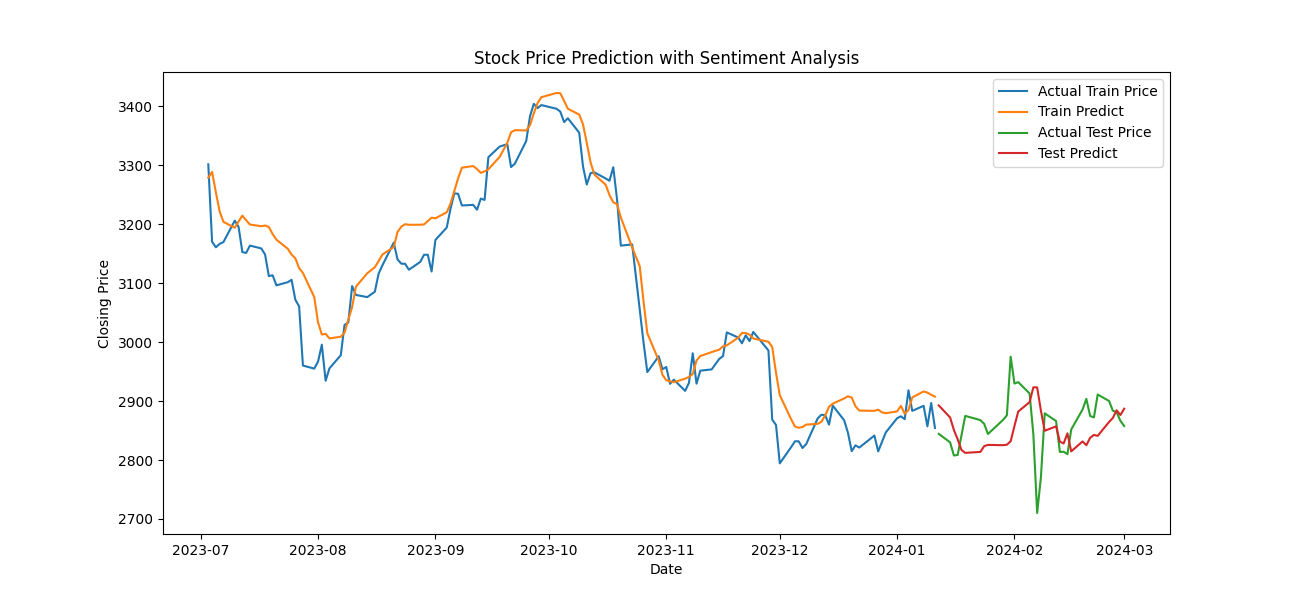 Stock Price Prediction with Sentiment Analysis
Actual Train Price
Train Predict
Actual Test Price
Test Predict
Closing Price
3400
3300
3200
3100
3000
2900
2800
2700
2023-07 2023-08 2023-09 2023-10 2023-11 2023-12 2024-01 2024-02 2024-03
Date